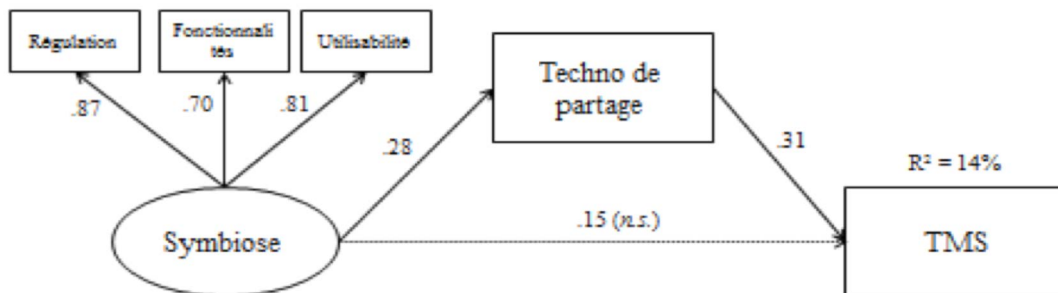 Régulation
Fonctionnali
tés
Utilisabilité
.87
.70
.81
Techno de
partage
.28
.31
R² = 14%
Symbiose
.15 (n.s.)
TMS